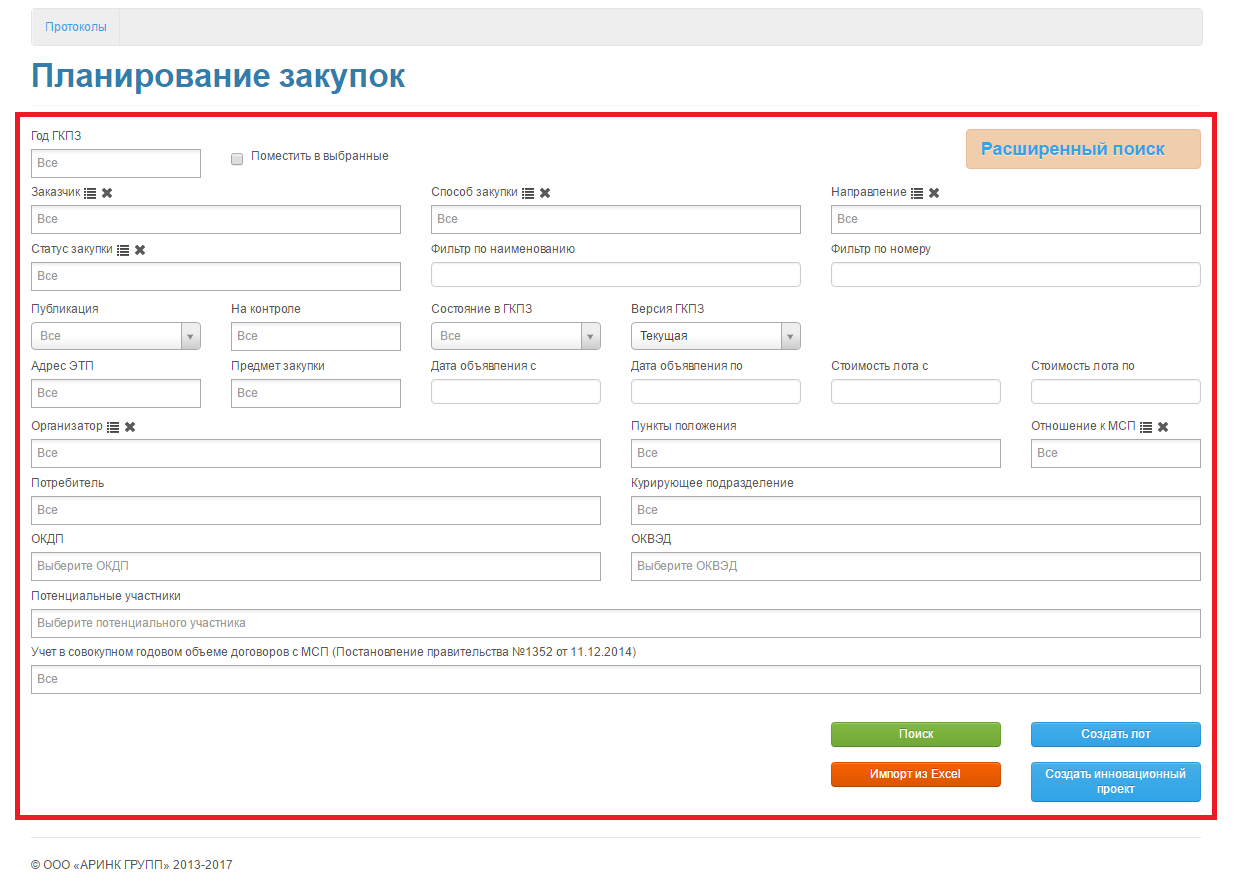 Протоколы
Планирование закупок
Год ГКПЗ
Все
Поместить в выбранные
Расширенный поиск
Заказчик
Способ закупки
Направление
Все
Все
Все
Статус закупки
Фильтр по наименованию
Фильтр по номеру
Все
Публикация
На контроле
Состояние в ГКПЗ
Версия ГКПЗ
Все
Все
Все
Текущая
Адрес ЭТП
Предмет закупки
Дата объявления с
Дата объявления по
Стоимость лота с
Стоимость лота по
Все
Все
Организатор
Пункты положения
Отношение к МСП
Все
Все
Все
Потребитель
Курирующее подразделение
Все
Все
ОКДП
ОКВЭД
Выберите ОКДП
Выберите ОКВЭД
Потенциальные участники
Выберите потенциального участника
Учет в совокупном годовом объеме договоров с МСП (Постановление правительства №1352 от 11.12.2014)
Все
Поиск
Создать лот
Импорт из Excel
Создать инновационный
проект
© ООО «АРИНК ГРУПП» 2013-2017